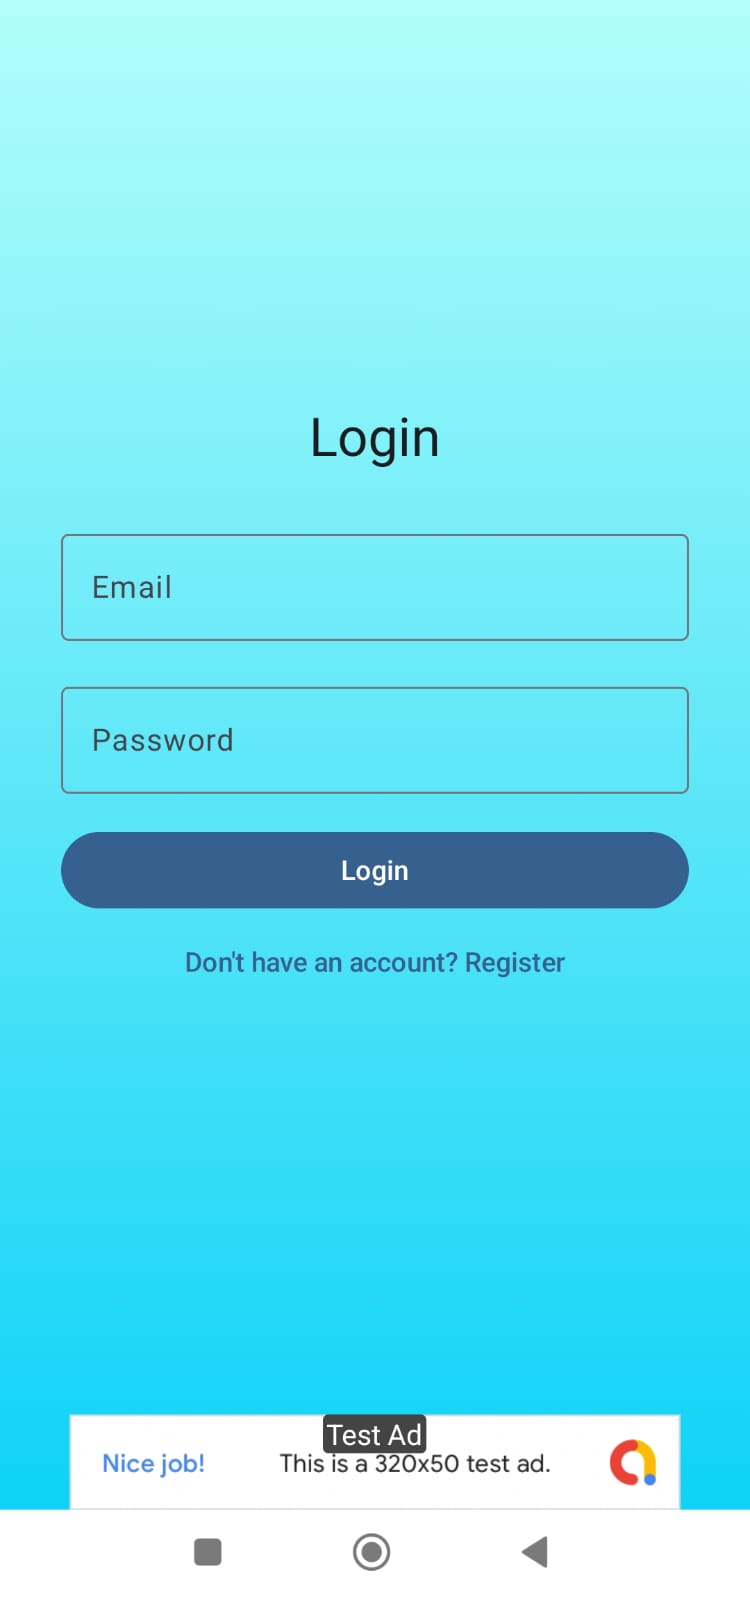 Login
Email
Password
Login
Don't have an account? Register
Test Ad
Nice job!
This is a 320x50 test ad.